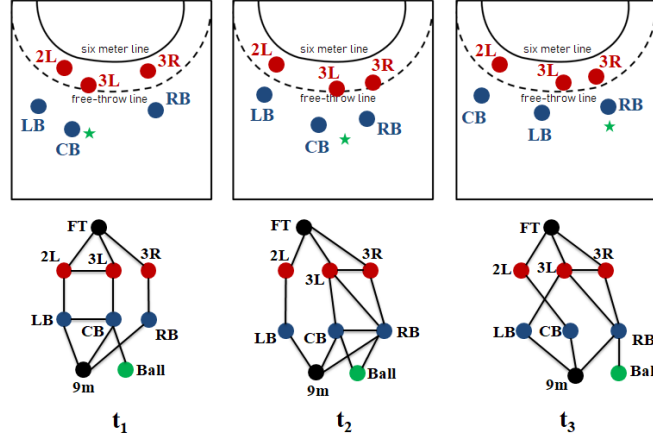 six meter line
2L
3R
3L
free-throw line
LB
RB
CB
six meter line
2L
3L
3R
free-throw line
LB
RB
CB
six meter line
2L
3L
3R
free-throw line
CB
RB
LB
FT
2L
3L
3R
LB
CB
RB
9m
Ball
FT
2L
3L
3R
LB
CB
RB
9m
Ball
FT
2L
3L
3R
LB
CB
RB
9m
Ball
t1
t2
t3